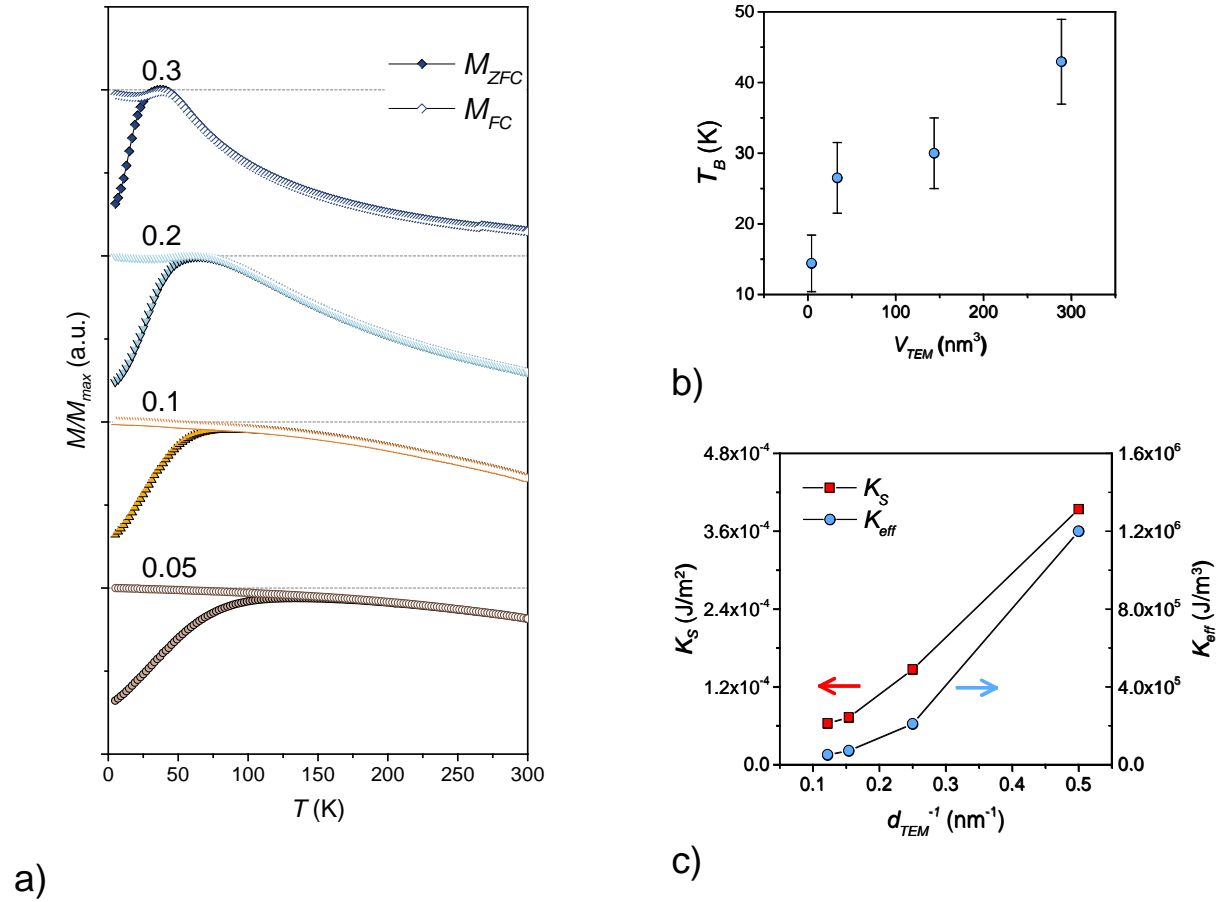 0.3
M_ZFC
M_FC
0.2
0.1
0.05
M/M_max (a.u.)
0 50 100 150 200 250 300
T (K)
a)
50
40
30
20
10
T_B (K)
0 100 200 300
V_TEM (nm³)
b)
4.8x10⁻⁴
3.6x10⁻⁴
2.4x10⁻⁴
1.2x10⁻⁴
0.0
K_S (J/m²)
K_S
K_eff
1.6x10⁶
1.2x10⁶
8.0x10⁵
4.0x10⁵
0.0
K_eff (J/m³)
0.1 0.2 0.3 0.4 0.5
d_TEM⁻¹ (nm⁻¹)
c)